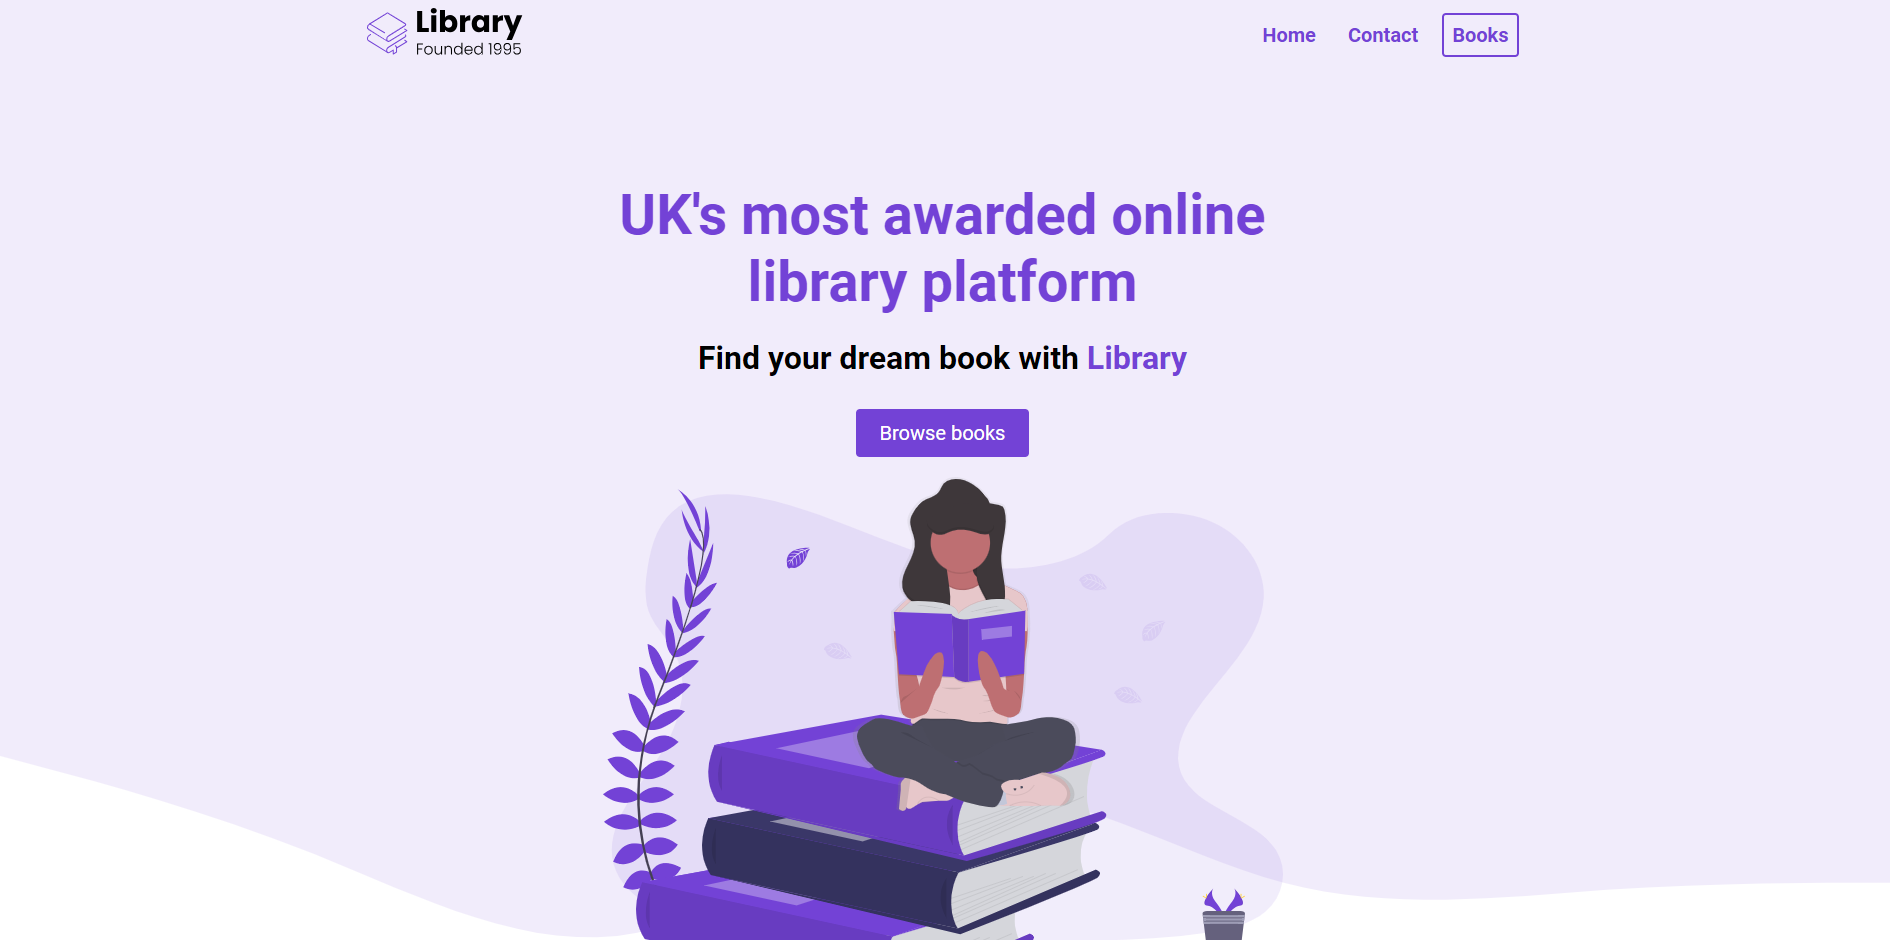 Library
Founded 1995
Home Contact Books
UK's most awarded online
library platform
Find your dream book with Library
Browse books